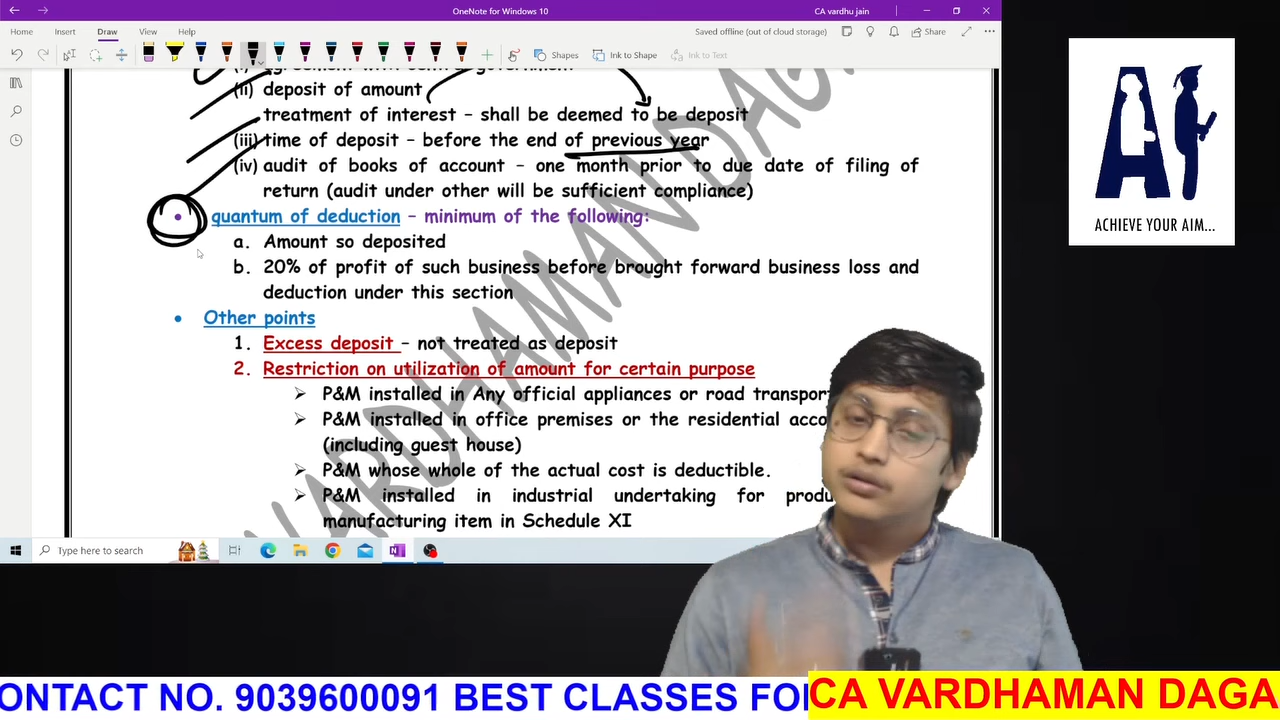 OneNote for Windows 10
CA vardhu jain
Home Insert Draw View Help
Saved offline (out of cloud storage)
Share
Shapes
Ink to Shape
Ink to Text
(i) agreement with central government
(ii) deposit of amount
treatment of interest – shall be deemed to be deposit
(iii) time of deposit – before the end of previous year
(iv) audit of books of account – one month prior to due date of filing of
return (audit under other will be sufficient compliance)
• quantum of deduction – minimum of the following:
a. Amount so deposited
b. 20% of profit of such business before brought forward business loss and
deduction under this section
• Other points
1. Excess deposit – not treated as deposit
2. Restriction on utilization of amount for certain purpose
➢ P&M installed in Any official appliances or road transport
➢ P&M installed in office premises or the residential acco
(including guest house)
➢ P&M whose whole of the actual cost is deductible.
➢ P&M installed in industrial undertaking for produ
manufacturing item in Schedule XI
VARDHAMAN DAGA
Type here to search
AI
ACHIEVE YOUR AIM...
ONTACT NO. 9039600091 BEST CLASSES FO
CA VARDHAMAN DAGA